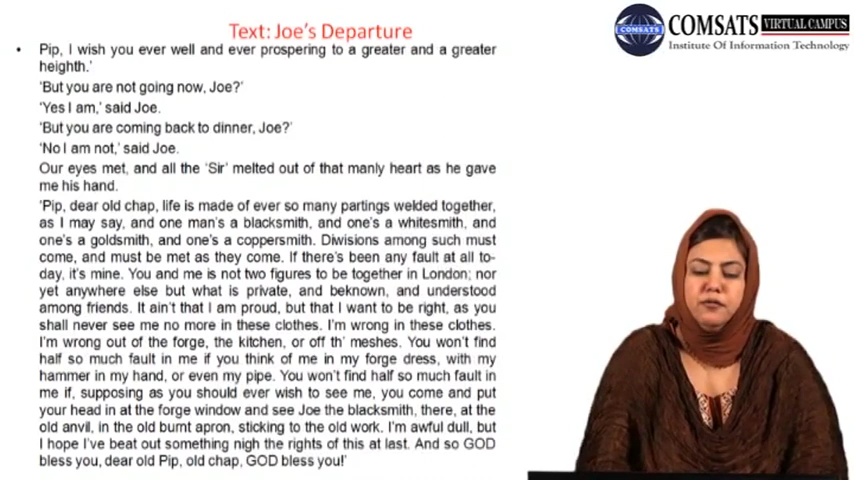 Text: Joe's Departure
COMSATS VIRTUAL CAMPUS
COMSATS
Institute Of Information Technology
• Pip, I wish you ever well and ever prospering to a greater and a greater
heighth.'
'But you are not going now, Joe?'
'Yes I am,' said Joe.
'But you are coming back to dinner, Joe?'
'No I am not,' said Joe.
Our eyes met, and all the 'Sir' melted out of that manly heart as he gave
me his hand.
'Pip, dear old chap, life is made of ever so many partings welded together,
as I may say, and one man's a blacksmith, and one's a whitesmith, and
one's a goldsmith, and one's a coppersmith. Divisions among such must
come, and must be met as they come. If there's been any fault at all to-
day, it's mine. You and me is not two figures to be together in London; nor
yet anywhere else but what is private, and beknown, and understood
among friends. It ain't that I am proud, but that I want to be right, as you
shall never see me no more in these clothes. I'm wrong in these clothes.
I'm wrong out of the forge, the kitchen, or off th' meshes. You won't find
half so much fault in me if you think of me in my forge dress, with my
hammer in my hand, or even my pipe. You won't find half so much fault in
me if, supposing as you should ever wish to see me, you come and put
your head in at the forge window and see Joe the blacksmith, there, at the
old anvil, in the old burnt apron, sticking to the old work. I'm awful dull, but
I hope I've beat out something nigh the rights of this at last. And so GOD
bless you, dear old Pip, old chap, GOD bless you!'